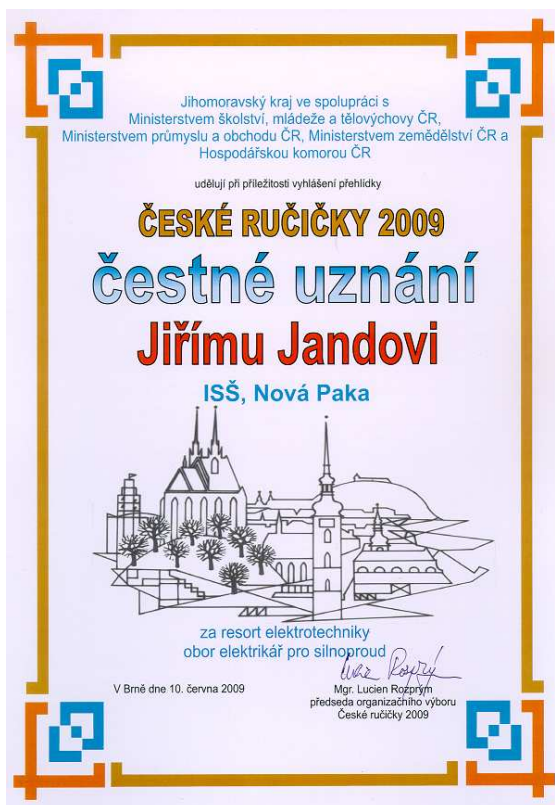 Jihomoravský kraj ve spolupráci s
Ministerstvem školství, mládeže a tělovýchovy ČR,
Ministerstvem průmyslu a obchodu ČR, Ministerstvem zemědělství ČR a
Hospodářskou komorou ČR
udělují při příležitosti vyhlášení přehlídky
ČESKÉ RUČIČKY 2009
čestné uznání
Jiřímu Jandovi
ISŠ, Nová Paka
za resort elektrotechniky
obor elektrikář pro silnoproud
Lucien Rozprým
V Brně dne 10. června 2009
Mgr. Lucien Rozprým
předseda organizačního výboru
České ručičky 2009